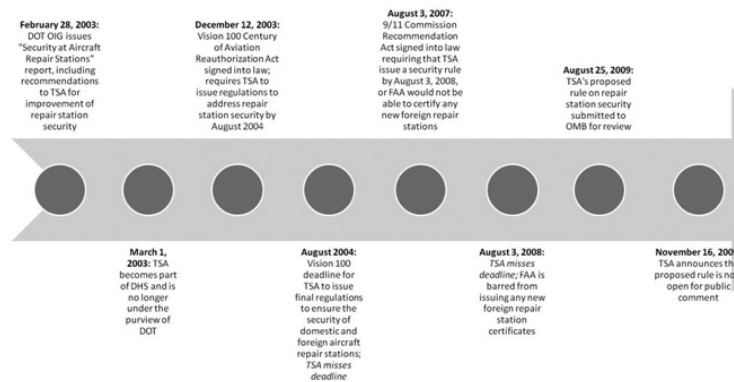 February 28, 2003:
DOT OIG issues
"Security at Aircraft
Repair Stations"
report, including
recommendations
to TSA for
improvement of
repair station
security
December 12, 2003:
Vision 100 Century
of Aviation
Reauthorization Act
signed into law;
requires TSA to
issue regulations to
address repair
station security by
August 2004
August 3, 2007:
9/11 Commission
Recommendation
Act signed into law
requiring that TSA
issue a security rule
by August 3, 2008,
or FAA would not be
able to certify any
new foreign repair
stations
August 25, 2009:
TSA's proposed
rule on repair
station security
submitted to
OMB for review
March 1,
2003: TSA
becomes part
of DHS and is
no longer
under the
purview of
DOT
August 2004:
Vision 100
deadline for
TSA to issue
final regulations
to ensure the
security of
domestic and
foreign aircraft
repair stations;
TSA misses
deadline
August 3, 2008:
TSA misses
deadline; FAA is
barred from
issuing any new
foreign repair
station
certificates
November 16,
TSA announces
proposed rule is
open for public
comment